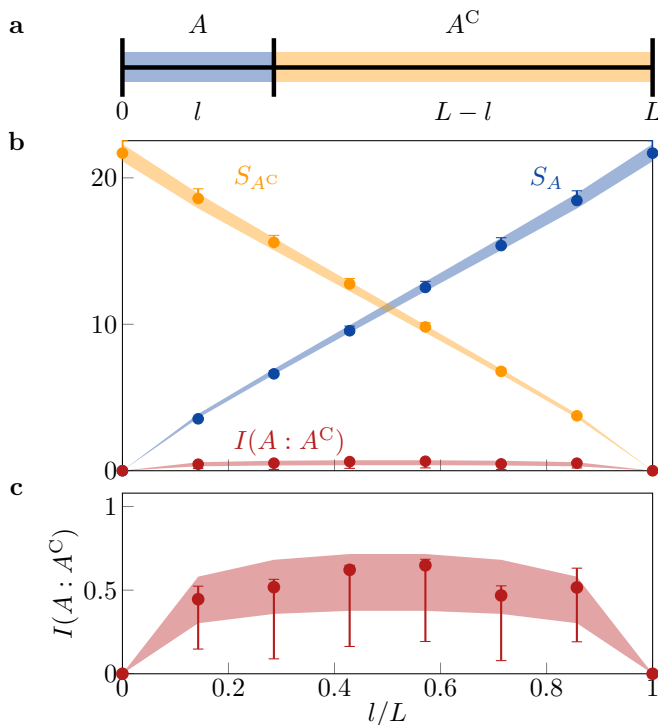 a
A A^C
0 l L − l L
b
S_{A^C} S_A
20
10
I(A : A^C)
0
c
1
I(A : A^C)
0.5
0
0 0.2 0.4 0.6 0.8 1
l/L